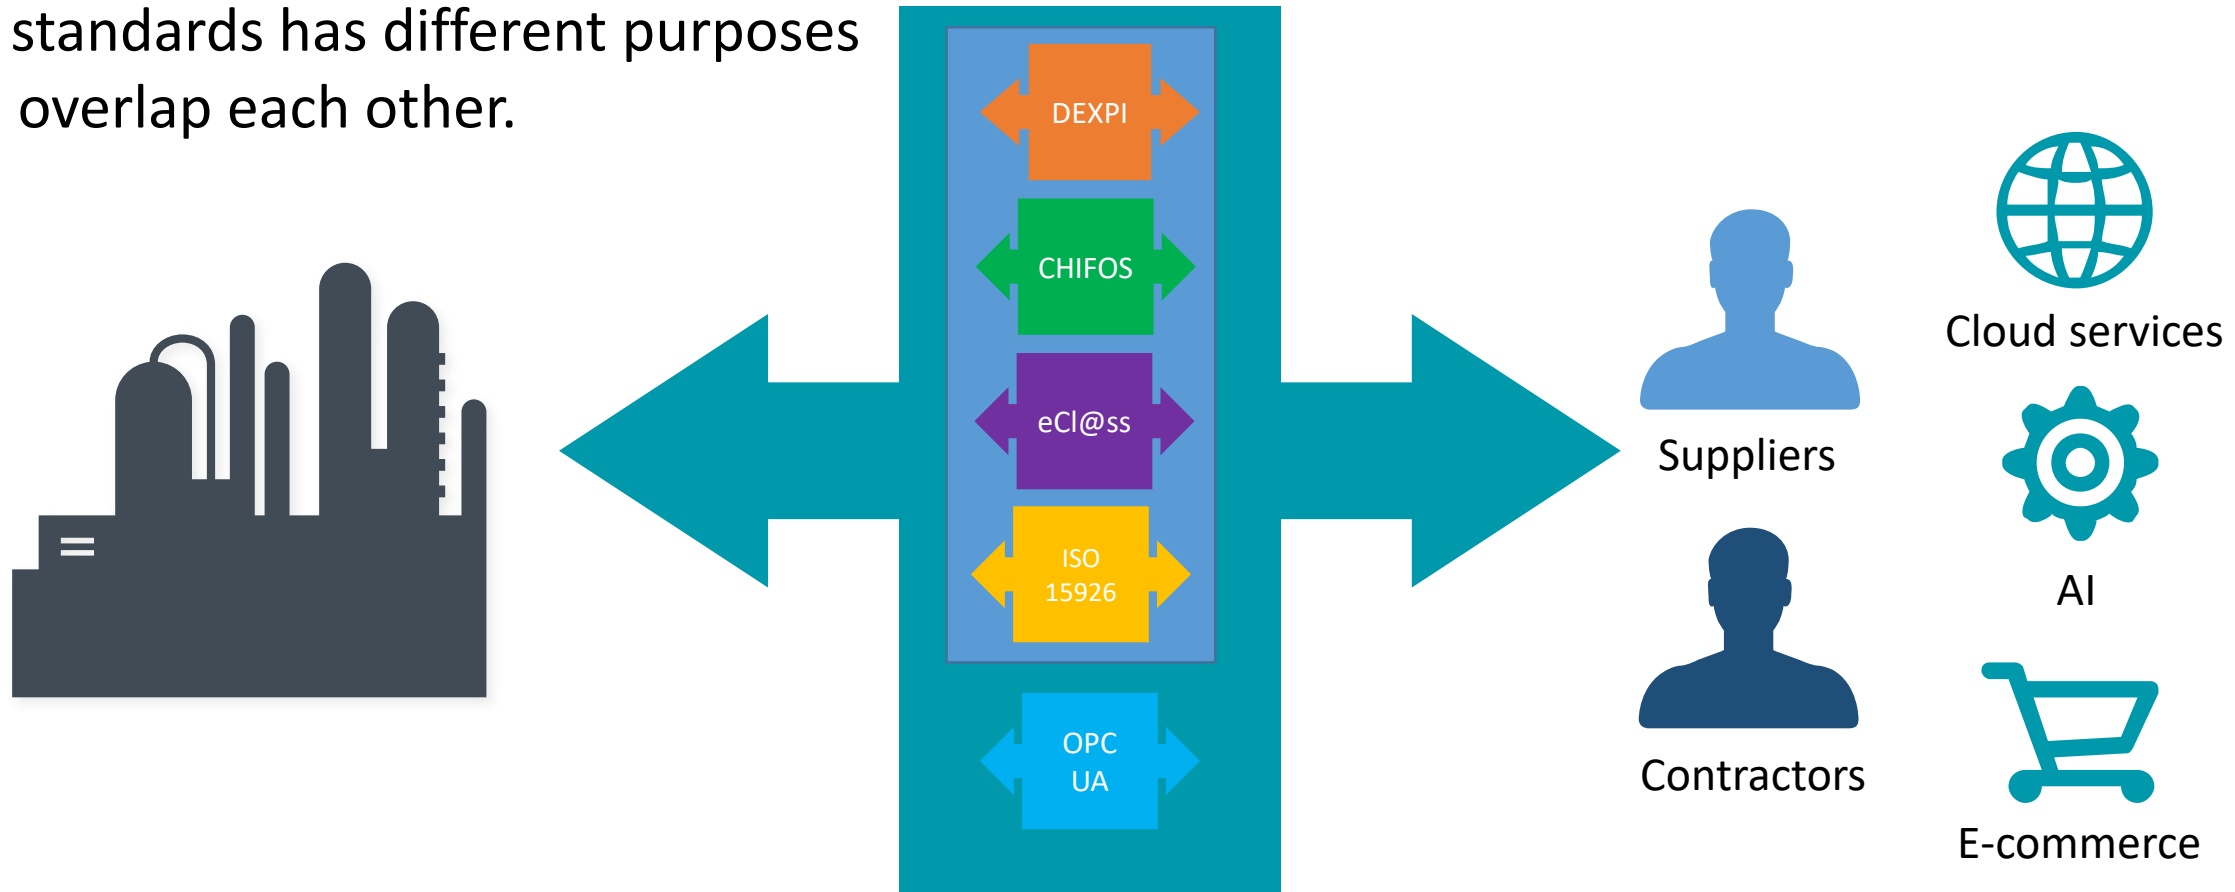 standards has different purposes
overlap each other.
DEXPI
CHIFOS
eCl@ss
ISO
15926
OPC
UA
Suppliers
Contractors
Cloud services
AI
E-commerce